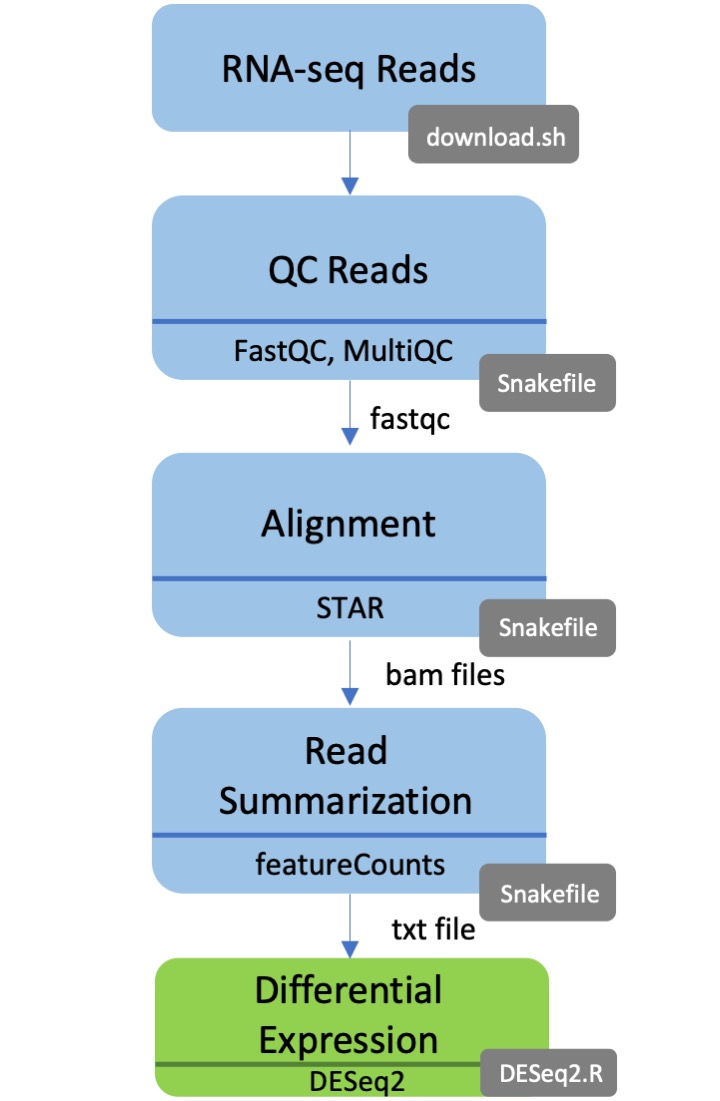 RNA-seq Reads
download.sh
QC Reads
FastQC, MultiQC
Snakefile
fastqc
Alignment
STAR
Snakefile
bam files
Read
Summarization
featureCounts
Snakefile
txt file
Differential
Expression
DESeq2
DESeq2.R